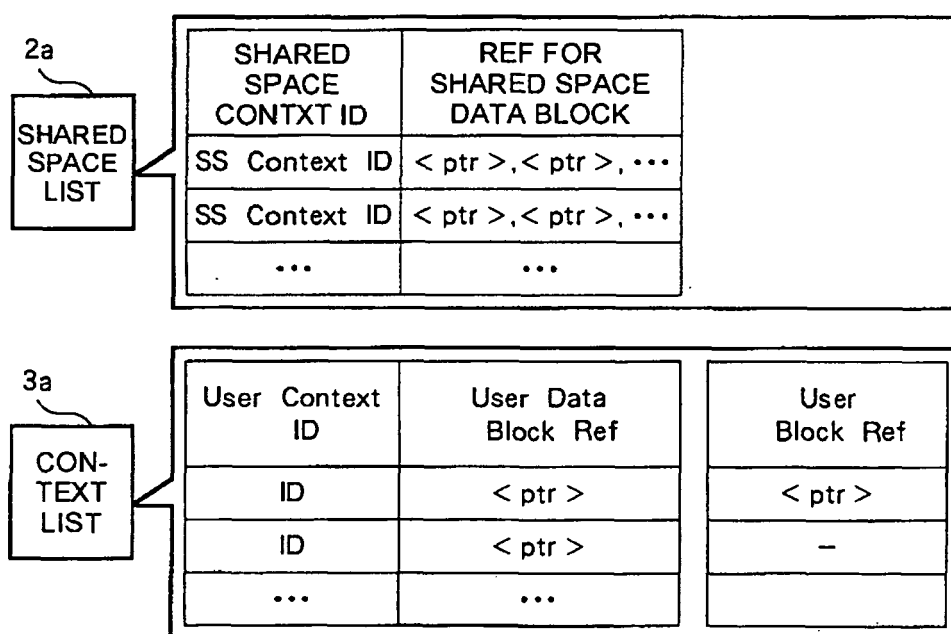 2a
SHARED
SPACE
LIST
SHARED
SPACE
CONTXT ID
REF FOR
SHARED SPACE
DATA BLOCK
SS Context ID
< ptr >, < ptr >, •••
SS Context ID
< ptr >, < ptr >, •••
•••
•••
3a
CON-
TEXT
LIST
User Context
ID
User Data
Block Ref
User
Block Ref
ID
< ptr >
< ptr >
ID
< ptr >
–
•••
•••